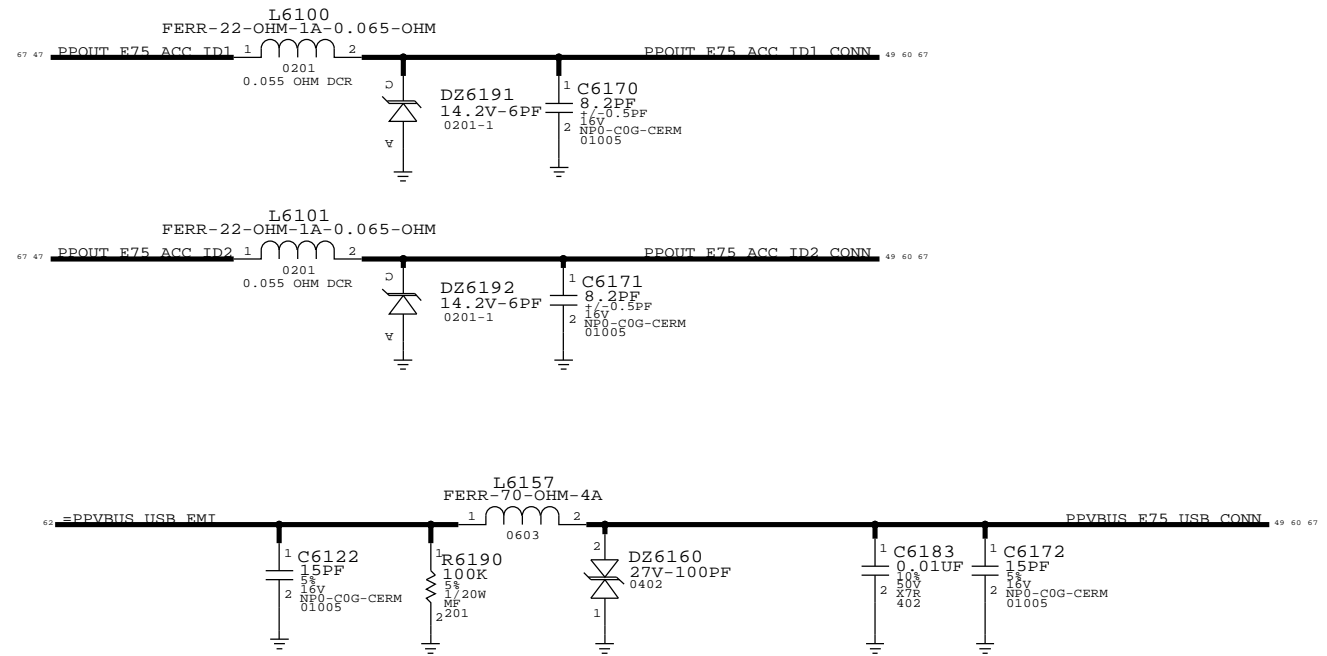 L6100
FERR-22-OHM-1A-0.065-OHM
67 47 PPOUT_E75_ACC_ID1 1 2 PPOUT_E75_ACC_ID1_CONN 49 60 67
0201
0.055 OHM DCR
C
A
DZ6191
14.2V-6PF
0201-1
1
2
C6170
8.2PF
+/-0.5PF
16V
NP0-C0G-CERM
01005
L6101
FERR-22-OHM-1A-0.065-OHM
67 47 PPOUT_E75_ACC_ID2 1 2 PPOUT_E75_ACC_ID2_CONN 49 60 67
0201
0.055 OHM DCR
C
A
DZ6192
14.2V-6PF
0201-1
1
2
C6171
8.2PF
+/-0.5PF
16V
NP0-C0G-CERM
01005
L6157
FERR-70-OHM-4A
62 =PPVBUS_USB_EMI 1 2 PPVBUS_E75_USB_CONN 49 60 67
0603
1
2
C6122
15PF
5%
16V
NP0-C0G-CERM
01005
1
2
R6190
100K
5%
1/20W
MF
201
2
1
DZ6160
27V-100PF
0402
1
2
C6183
0.01UF
10%
50V
X7R
402
1
2
C6172
15PF
5%
16V
NP0-C0G-CERM
01005